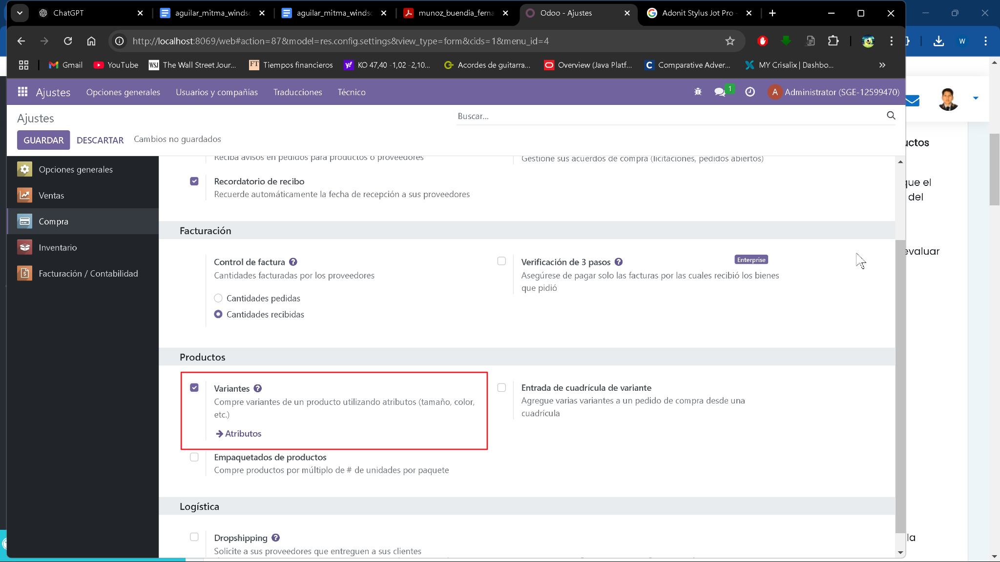 ChatGPT
aguilar_mitma_windsc
aguilar_mitma_windsc
munoz_buendia_ferna
Odoo - Ajustes
Adonit Stylus Jot Pro -
http://localhost:8069/web#action=87&model=res.config.settings&view_type=form&cids=1&menu_id=4
W
Gmail
YouTube
WSJ The Wall Street Jour...
FT Tiempos financieros
KO 47,40 -1,02 -2,10...
Acordes de guitarra...
Overview (Java Platf...
C Comparative Adver...
MY Crisalix | Dashbo...
Ajustes
Opciones generales
Usuarios y compañías
Traducciones
Técnico
1
A Administrator (SGE-12599470)
Ajustes
Buscar...
GUARDAR
DESCARTAR
Cambios no guardados
uctos
Opciones generales
Ventas
Compra
Inventario
Facturación / Contabilidad
Reciba avisos en pedidos para productos o proveedores
Gestione sus acuerdos de compra (licitaciones, pedidos abiertos)
Recordatorio de recibo
Recuerde automáticamente la fecha de recepción a sus proveedores
que el
del
Facturación
Control de factura ?
Cantidades facturadas por los proveedores
Cantidades pedidas
Cantidades recibidas
Verificación de 3 pasos ?
Enterprise
Asegúrese de pagar solo las facturas por las cuales recibió los bienes
que pidió
evaluar
Productos
Variantes ?
Compre variantes de un producto utilizando atributos (tamaño, color,
etc.)
Atributos
Entrada de cuadrícula de variante
Agregue varias variantes a un pedido de compra desde una
cuadrícula
Empaquetados de productos
Compre productos por múltiplo de # de unidades por paquete
Logística
Dropshipping ?
Solicite a sus proveedores que entreguen a sus clientes
la